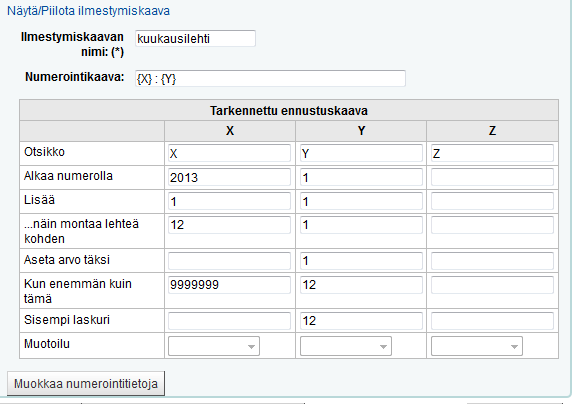 Näytä/Piilota ilmestymiskaava
Ilmestymiskaavan nimi: (*) kuukausilehti
Numerointikaava: {X} : {Y}
Tarkennettu ennustuskaava
X Y Z
Otsikko X Y Z
Alkaa numerolla 2013 1
Lisää 1 1
...näin montaa lehteä kohden 12 1
Aseta arvo täksi 1
Kun enemmän kuin tämä 9999999 12
Sisempi laskuri 12
Muotoilu
Muokkaa numerointitietoja